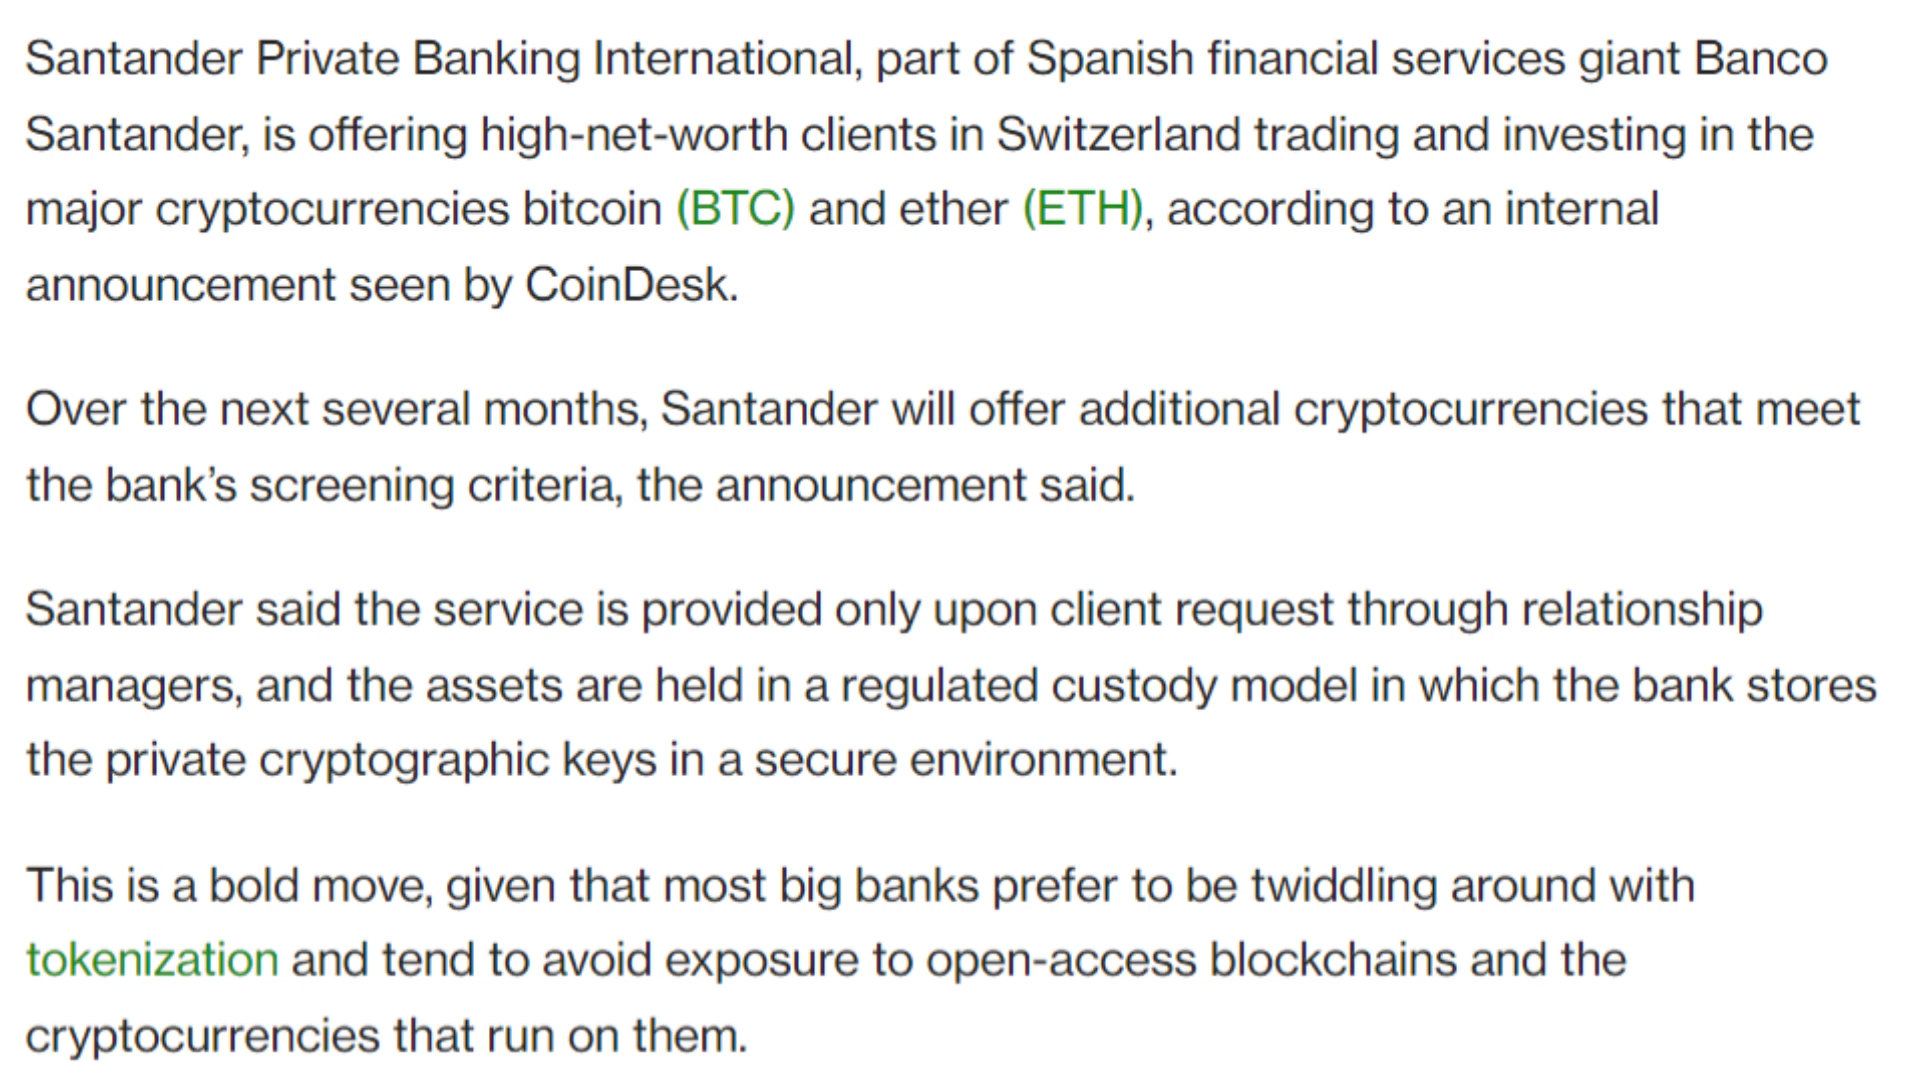 Santander Private Banking International, part of Spanish financial services giant Banco
Santander, is offering high-net-worth clients in Switzerland trading and investing in the
major cryptocurrencies bitcoin (BTC) and ether (ETH), according to an internal
announcement seen by CoinDesk.
Over the next several months, Santander will offer additional cryptocurrencies that meet
the bank’s screening criteria, the announcement said.
Santander said the service is provided only upon client request through relationship
managers, and the assets are held in a regulated custody model in which the bank stores
the private cryptographic keys in a secure environment.
This is a bold move, given that most big banks prefer to be twiddling around with
tokenization and tend to avoid exposure to open-access blockchains and the
cryptocurrencies that run on them.